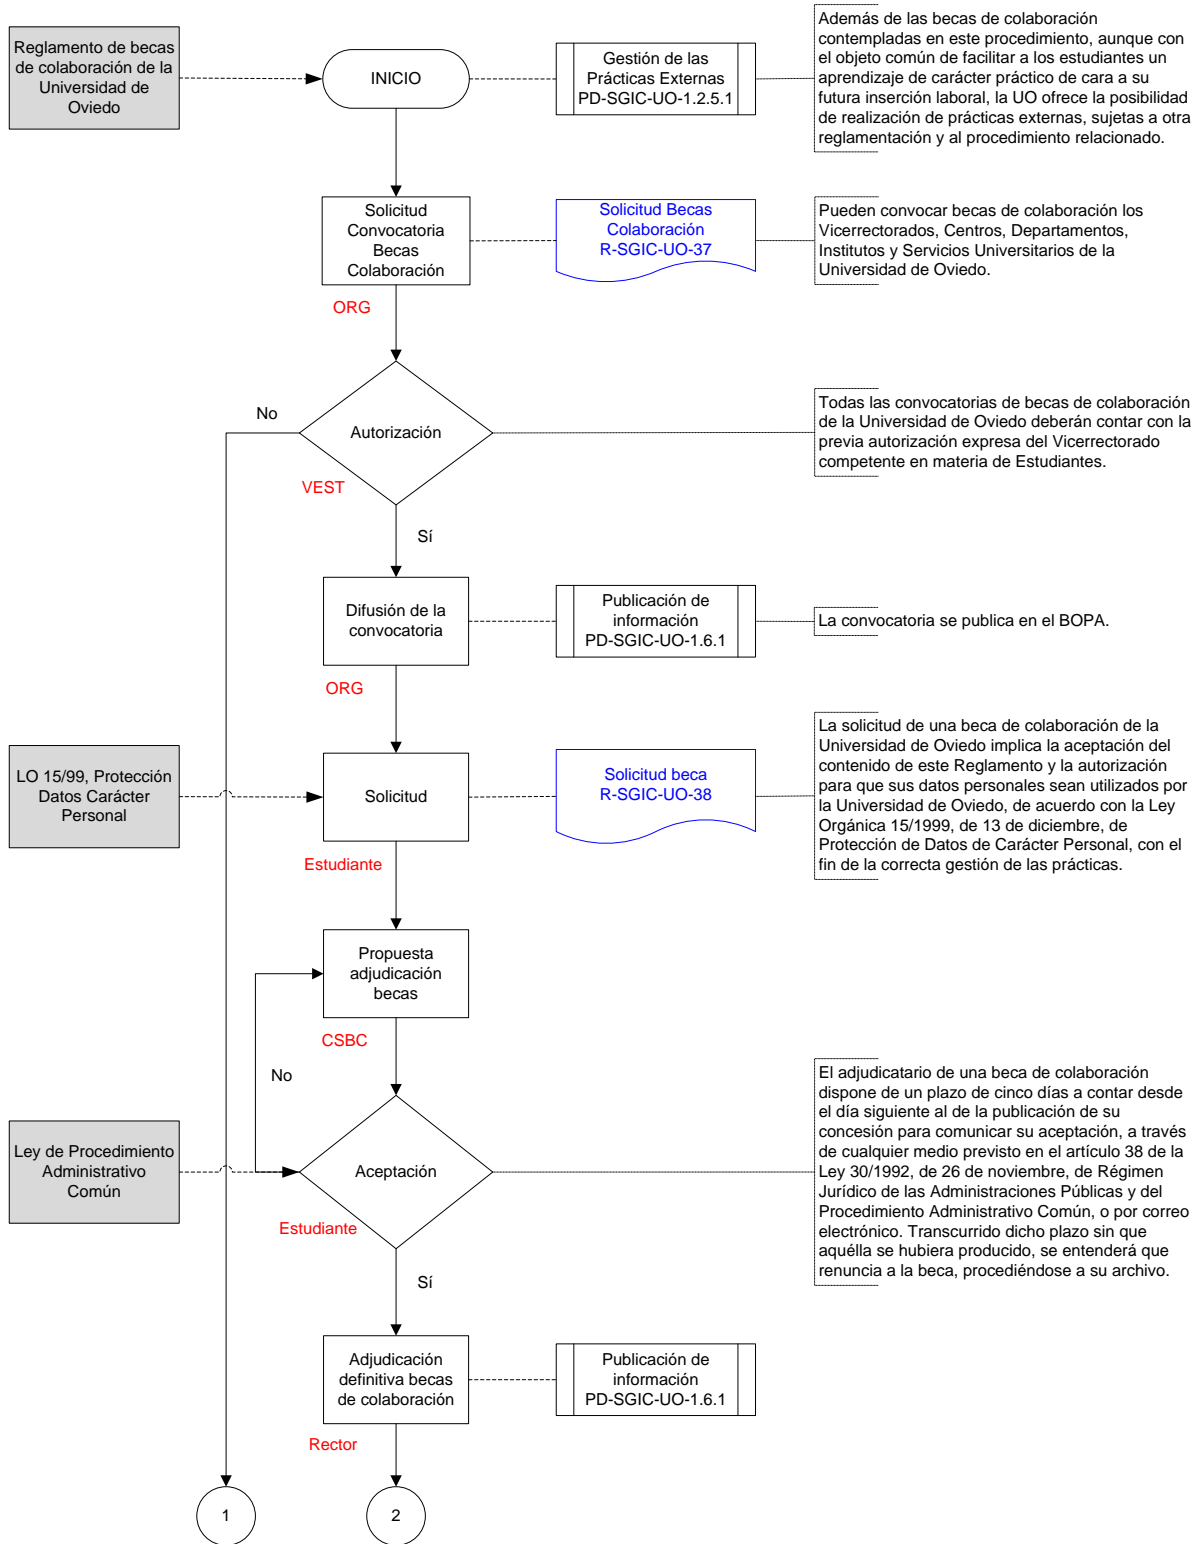 Reglamento de becas
de colaboración de la
Universidad de
Oviedo
INICIO
Gestión de las
Prácticas Externas
PD-SGIC-UO-1.2.5.1
Además de las becas de colaboración
contempladas en este procedimiento, aunque con
el objeto común de facilitar a los estudiantes un
aprendizaje de carácter práctico de cara a su
futura inserción laboral, la UO ofrece la posibilidad
de realización de prácticas externas, sujetas a otra
reglamentación y al procedimiento relacionado.
Solicitud
Convocatoria
Becas
Colaboración
ORG
Solicitud Becas
Colaboración
R-SGIC-UO-37
Pueden convocar becas de colaboración los
Vicerrectorados, Centros, Departamentos,
Institutos y Servicios Universitarios de la
Universidad de Oviedo.
No
Autorización
VEST
Sí
Todas las convocatorias de becas de colaboración
de la Universidad de Oviedo deberán contar con la
previa autorización expresa del Vicerrectorado
competente en materia de Estudiantes.
Difusión de la
convocatoria
ORG
Publicación de
información
PD-SGIC-UO-1.6.1
La convocatoria se publica en el BOPA.
LO 15/99, Protección
Datos Carácter
Personal
Solicitud
Estudiante
Solicitud beca
R-SGIC-UO-38
La solicitud de una beca de colaboración de la
Universidad de Oviedo implica la aceptación del
contenido de este Reglamento y la autorización
para que sus datos personales sean utilizados por
la Universidad de Oviedo, de acuerdo con la Ley
Orgánica 15/1999, de 13 de diciembre, de
Protección de Datos de Carácter Personal, con el
fin de la correcta gestión de las prácticas.
Propuesta
adjudicación
becas
CSBC
No
Ley de Procedimiento
Administrativo
Común
Aceptación
Estudiante
Sí
El adjudicatario de una beca de colaboración
dispone de un plazo de cinco días a contar desde
el día siguiente al de la publicación de su
concesión para comunicar su aceptación, a través
de cualquier medio previsto en el artículo 38 de la
Ley 30/1992, de 26 de noviembre, de Régimen
Jurídico de las Administraciones Públicas y del
Procedimiento Administrativo Común, o por correo
electrónico. Transcurrido dicho plazo sin que
aquélla se hubiera producido, se entenderá que
renuncia a la beca, procediéndose a su archivo.
Adjudicación
definitiva becas
de colaboración
Rector
Publicación de
información
PD-SGIC-UO-1.6.1
1
2